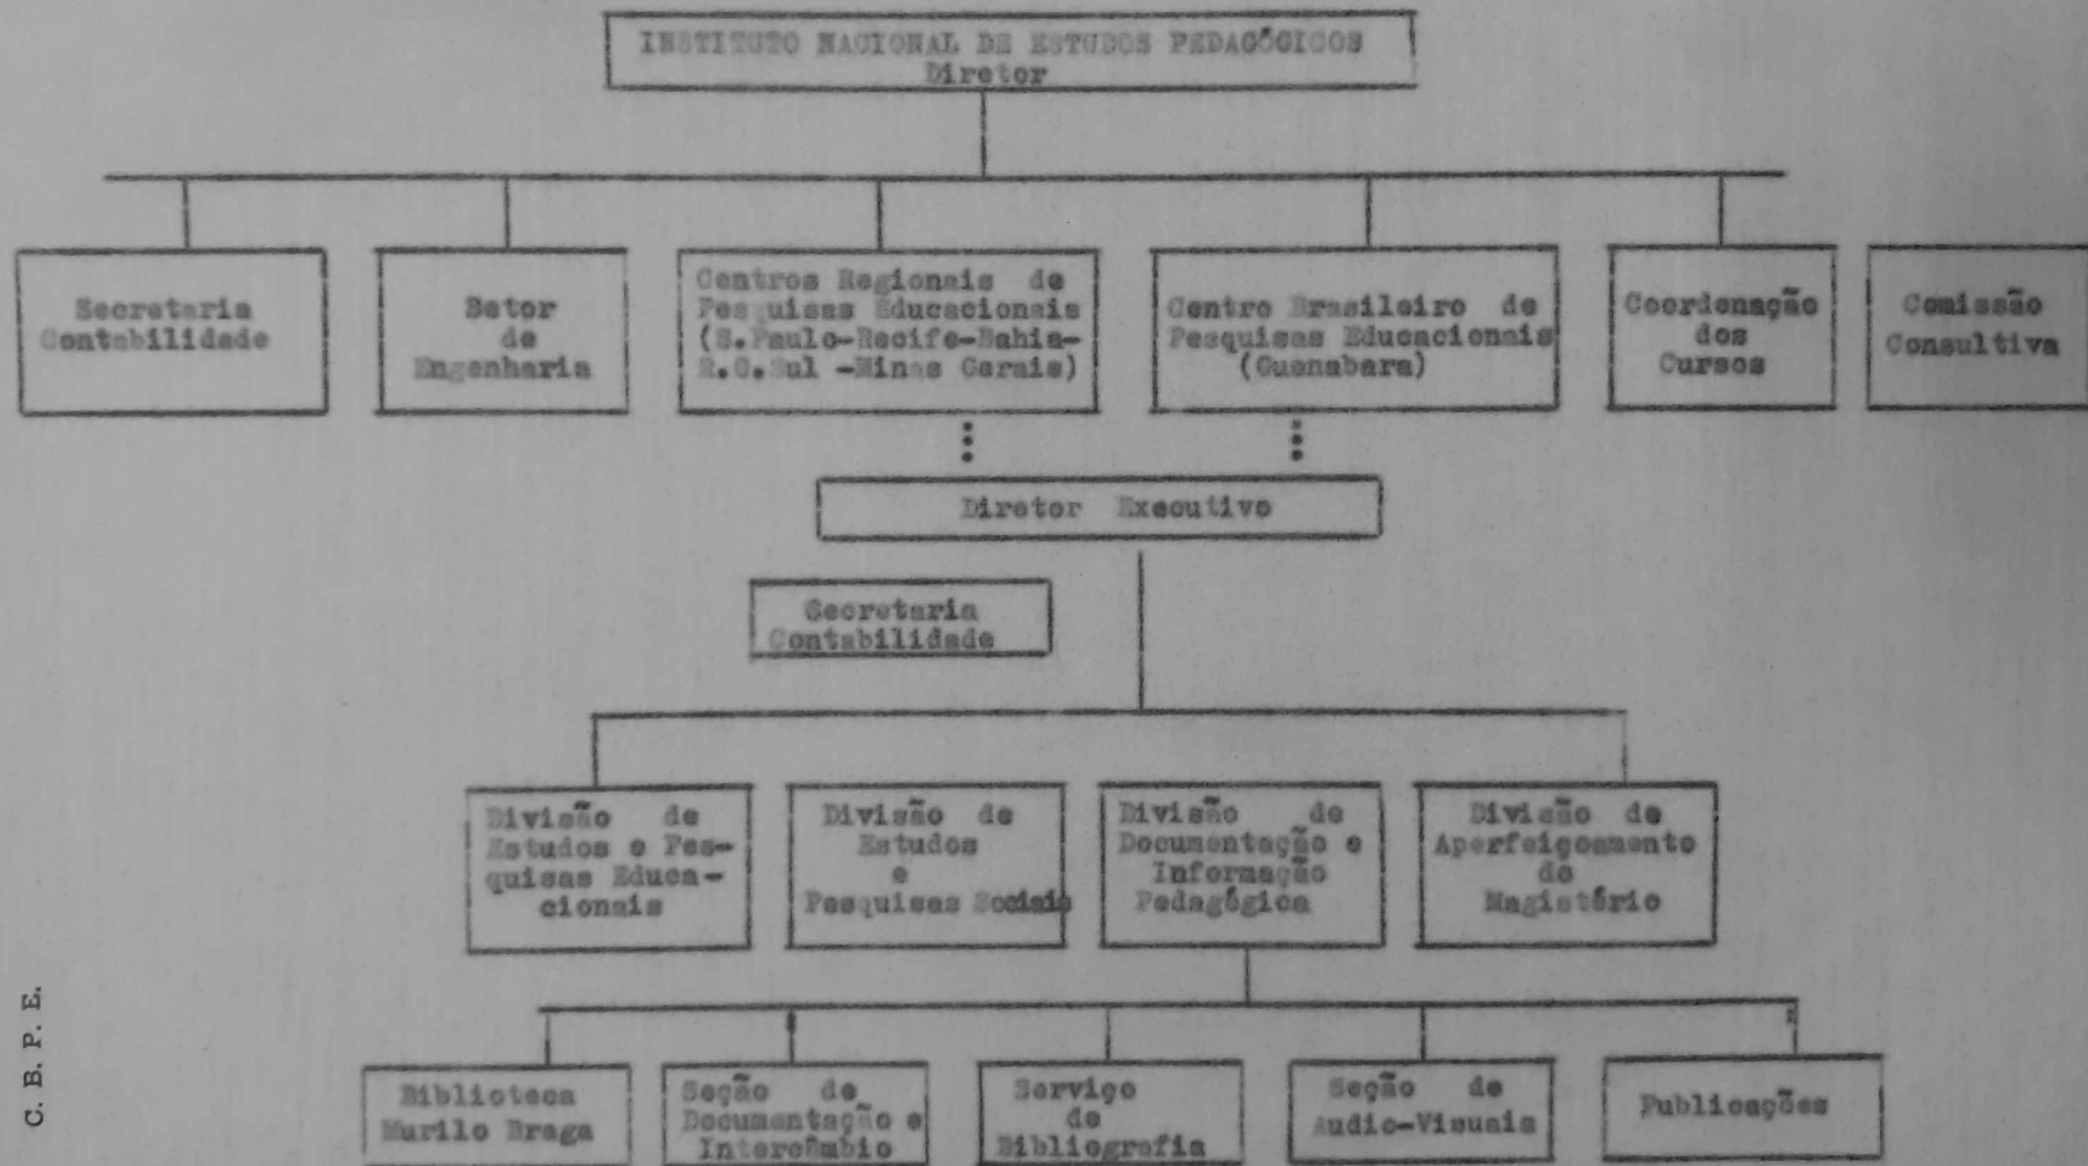 INSTITUTO NACIONAL DE ESTUDOS PEDAGÓGICOS
Diretor
Secretaria
Contabilidade
Setor
de
Engenharia
Centros Regionais de
Pesquisas Educacionais
(S.Paulo-Recife-Bahia-
R.G.Sul -Minas Gerais)
Centro Brasileiro de
Pesquisas Educacionais
(Guanabara)
Coordenação
dos
Cursos
Comissão
Consultiva
Diretor Executivo
Secretaria
Contabilidade
Divisão de
Estudos e Pes-
quisas Educa-
cionais
Divisão de
Estudos
e
Pesquisas Sociais
Divisão de
Documentação e
Informação
Pedagógica
Divisão de
Aperfeiçoamento
do
Magistério
Biblioteca
Murilo Braga
Seção de
Documentação e
Intercâmbio
Serviço
de
Bibliografia
Seção de
Audio-Visuais
Publicações
C. B. P. E.